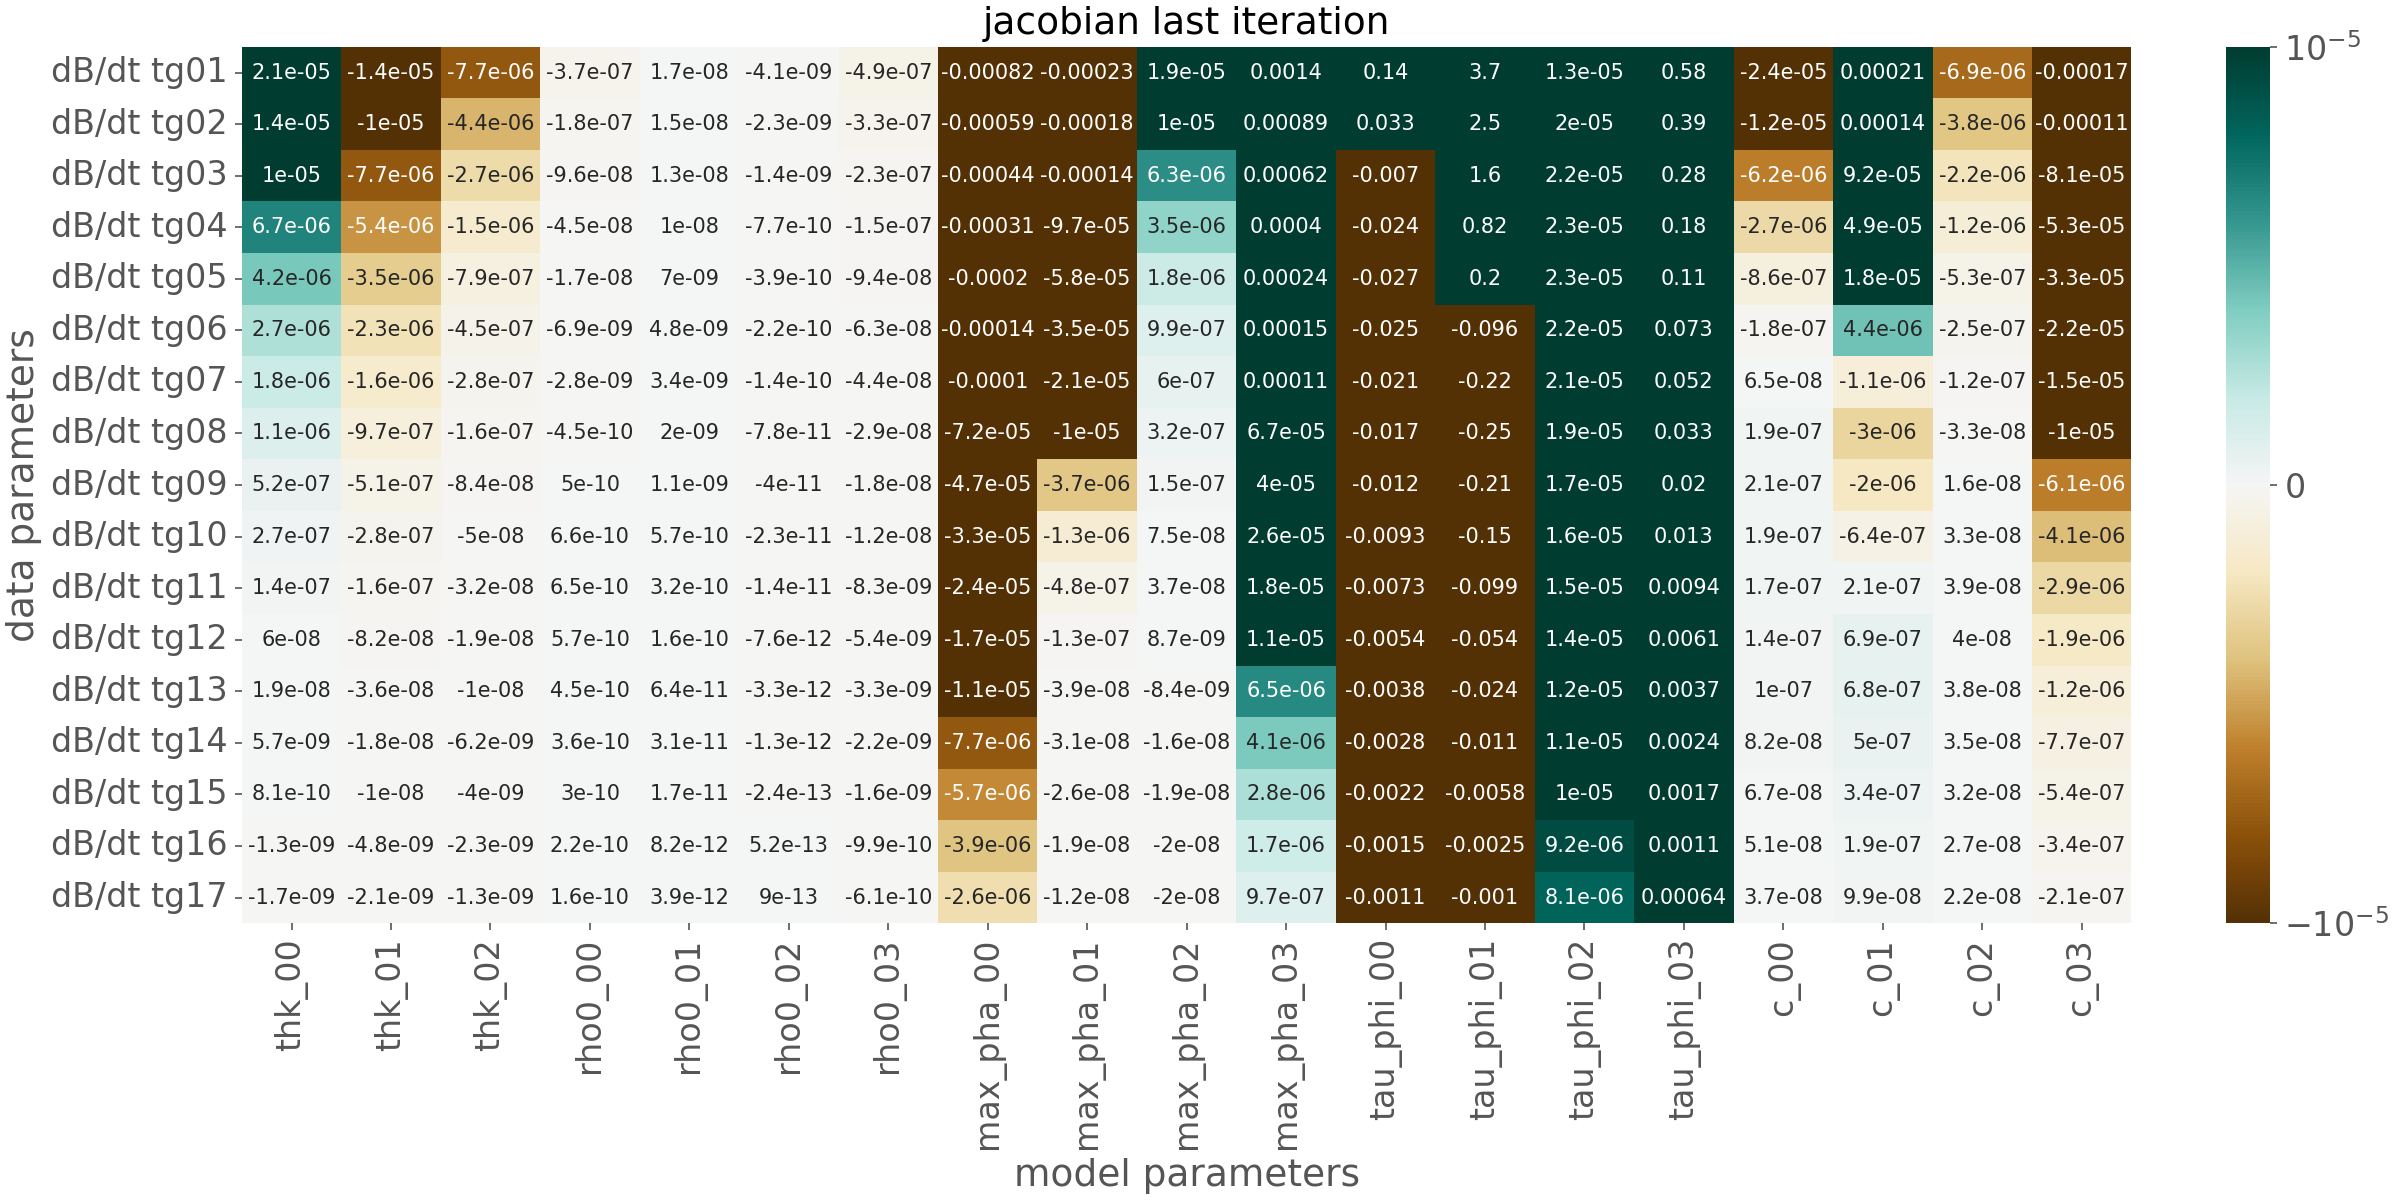 jacobian last iteration
dB/dt tg01 2.1e-05 -1.4e-05 -7.7e-06 -3.7e-07 1.7e-08 -4.1e-09 -4.9e-07 -0.00082 -0.00023 1.9e-05 0.0014 0.14 3.7 1.3e-05 0.58 -2.4e-05 0.00021 -6.9e-06 -0.00017
dB/dt tg02 1.4e-05 -1e-05 -4.4e-06 -1.8e-07 1.5e-08 -2.3e-09 -3.3e-07 -0.00059 -0.00018 1e-05 0.00089 0.033 2.5 2e-05 0.39 -1.2e-05 0.00014 -3.8e-06 -0.00011
dB/dt tg03 1e-05 -7.7e-06 -2.7e-06 -9.6e-08 1.3e-08 -1.4e-09 -2.3e-07 -0.00044 -0.00014 6.3e-06 0.00062 -0.007 1.6 2.2e-05 0.28 -6.2e-06 9.2e-05 -2.2e-06 -8.1e-05
dB/dt tg04 6.7e-06 -5.4e-06 -1.5e-06 -4.5e-08 1e-08 -7.7e-10 -1.5e-07 -0.00031 -9.7e-05 3.5e-06 0.0004 -0.024 0.82 2.3e-05 0.18 -2.7e-06 4.9e-05 -1.2e-06 -5.3e-05
dB/dt tg05 4.2e-06 -3.5e-06 -7.9e-07 -1.7e-08 7e-09 -3.9e-10 -9.4e-08 -0.0002 -5.8e-05 1.8e-06 0.00024 -0.027 0.2 2.3e-05 0.11 -8.6e-07 1.8e-05 -5.3e-07 -3.3e-05
dB/dt tg06 2.7e-06 -2.3e-06 -4.5e-07 -6.9e-09 4.8e-09 -2.2e-10 -6.3e-08 -0.00014 -3.5e-05 9.9e-07 0.00015 -0.025 -0.096 2.2e-05 0.073 -1.8e-07 4.4e-06 -2.5e-07 -2.2e-05
dB/dt tg07 1.8e-06 -1.6e-06 -2.8e-07 -2.8e-09 3.4e-09 -1.4e-10 -4.4e-08 -0.0001 -2.1e-05 6e-07 0.00011 -0.021 -0.22 2.1e-05 0.052 6.5e-08 -1.1e-06 -1.2e-07 -1.5e-05
dB/dt tg08 1.1e-06 -9.7e-07 -1.6e-07 -4.5e-10 2e-09 -7.8e-11 -2.9e-08 -7.2e-05 -1e-05 3.2e-07 6.7e-05 -0.017 -0.25 1.9e-05 0.033 1.9e-07 -3e-06 -3.3e-08 -1e-05
dB/dt tg09 5.2e-07 -5.1e-07 -8.4e-08 5e-10 1.1e-09 -4e-11 -1.8e-08 -4.7e-05 -3.7e-06 1.5e-07 4e-05 -0.012 -0.21 1.7e-05 0.02 2.1e-07 -2e-06 1.6e-08 -6.1e-06
dB/dt tg10 2.7e-07 -2.8e-07 -5e-08 6.6e-10 5.7e-10 -2.3e-11 -1.2e-08 -3.3e-05 -1.3e-06 7.5e-08 2.6e-05 -0.0093 -0.15 1.6e-05 0.013 1.9e-07 -6.4e-07 3.3e-08 -4.1e-06
dB/dt tg11 1.4e-07 -1.6e-07 -3.2e-08 6.5e-10 3.2e-10 -1.4e-11 -8.3e-09 -2.4e-05 -4.8e-07 3.7e-08 1.8e-05 -0.0073 -0.099 1.5e-05 0.0094 1.7e-07 2.1e-07 3.9e-08 -2.9e-06
dB/dt tg12 6e-08 -8.2e-08 -1.9e-08 5.7e-10 1.6e-10 -7.6e-12 -5.4e-09 -1.7e-05 -1.3e-07 8.7e-09 1.1e-05 -0.0054 -0.054 1.4e-05 0.0061 1.4e-07 6.9e-07 4e-08 -1.9e-06
dB/dt tg13 1.9e-08 -3.6e-08 -1e-08 4.5e-10 6.4e-11 -3.3e-12 -3.3e-09 -1.1e-05 -3.9e-08 -8.4e-09 6.5e-06 -0.0038 -0.024 1.2e-05 0.0037 1e-07 6.8e-07 3.8e-08 -1.2e-06
dB/dt tg14 5.7e-09 -1.8e-08 -6.2e-09 3.6e-10 3.1e-11 -1.3e-12 -2.2e-09 -7.7e-06 -3.1e-08 -1.6e-08 4.1e-06 -0.0028 -0.011 1.1e-05 0.0024 8.2e-08 5e-07 3.5e-08 -7.7e-07
dB/dt tg15 8.1e-10 -1e-08 -4e-09 3e-10 1.7e-11 -2.4e-13 -1.6e-09 -5.7e-06 -2.6e-08 -1.9e-08 2.8e-06 -0.0022 -0.0058 1e-05 0.0017 6.7e-08 3.4e-07 3.2e-08 -5.4e-07
dB/dt tg16 -1.3e-09 -4.8e-09 -2.3e-09 2.2e-10 8.2e-12 5.2e-13 -9.9e-10 -3.9e-06 -1.9e-08 -2e-08 1.7e-06 -0.0015 -0.0025 9.2e-06 0.0011 5.1e-08 1.9e-07 2.7e-08 -3.4e-07
dB/dt tg17 -1.7e-09 -2.1e-09 -1.3e-09 1.6e-10 3.9e-12 9e-13 -6.1e-10 -2.6e-06 -1.2e-08 -2e-08 9.7e-07 -0.0011 -0.001 8.1e-06 0.00064 3.7e-08 9.9e-08 2.2e-08 -2.1e-07
data parameters
thk_00 thk_01 thk_02 rho0_00 rho0_01 rho0_02 rho0_03 max_pha_00 max_pha_01 max_pha_02 max_pha_03 tau_phi_00 tau_phi_01 tau_phi_02 tau_phi_03 c_00 c_01 c_02 c_03
model parameters
10⁻⁵
0
−10⁻⁵